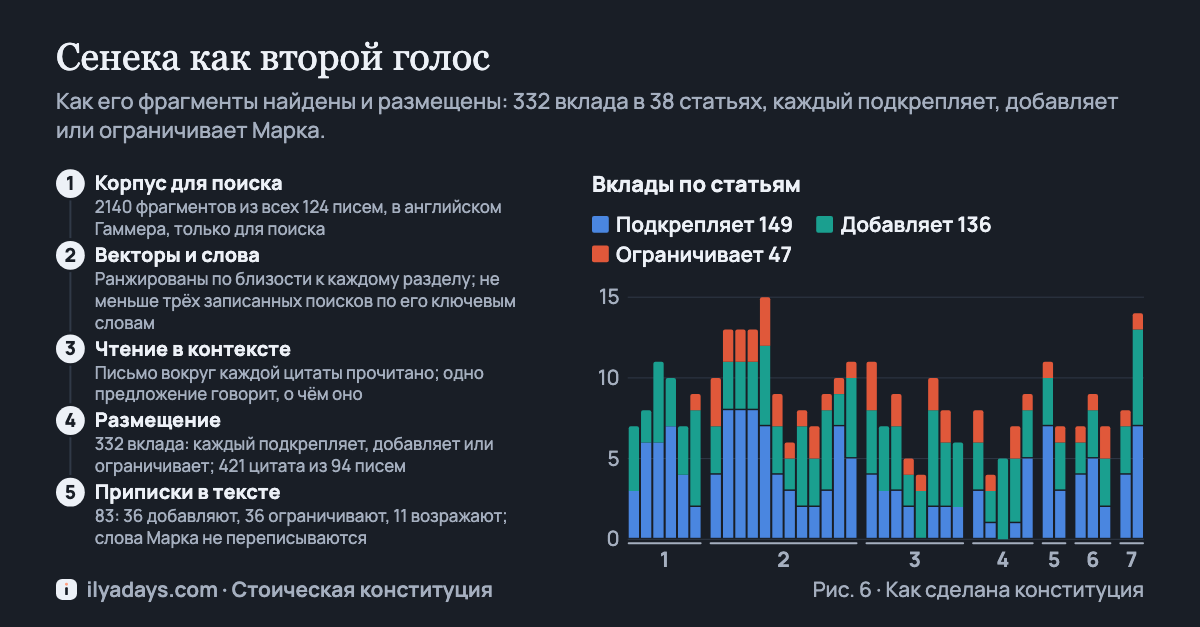 Сенека как второй голос
Как его фрагменты найдены и размещены: 332 вклада в 38 статьях, каждый подкрепляет, добавляет
или ограничивает Марка.
1 Корпус для поиска
2140 фрагментов из всех 124 писем, в английском
Гаммера, только для поиска
2 Векторы и слова
Ранжированы по близости к каждому разделу; не
меньше трёх записанных поисков по его ключевым
словам
3 Чтение в контексте
Письмо вокруг каждой цитаты прочитано; одно
предложение говорит, о чём оно
4 Размещение
332 вклада: каждый подкрепляет, добавляет или
ограничивает; 421 цитата из 94 писем
5 Приписки в тексте
83: 36 добавляют, 36 ограничивают, 11 возражают;
слова Марка не переписываются
Вклады по статьям
Подкрепляет 149 Добавляет 136
Ограничивает 47
15
10
5
0
1 2 3 4 5 6 7
i ilyadays.com · Стоическая конституция
Рис. 6 · Как сделана конституция